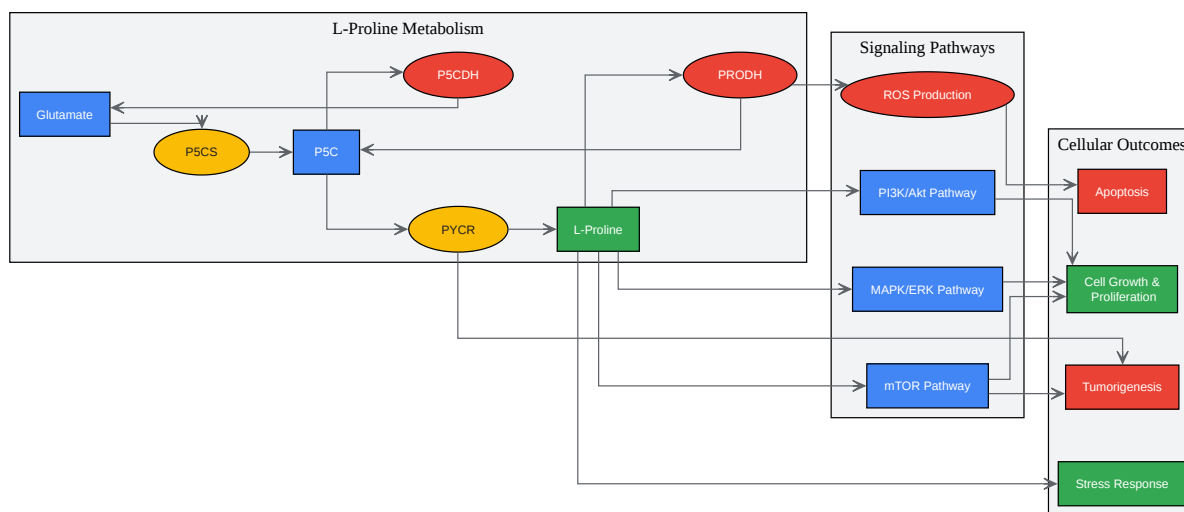 L-Proline Metabolism
P5CDH
PRODH
Glutamate
P5CS
P5C
PYCR
L-Proline
Signaling Pathways
ROS Production
PI3K/Akt Pathway
MAPK/ERK Pathway
mTOR Pathway
Cellular Outcomes
Apoptosis
Cell Growth &
Proliferation
Tumorigenesis
Stress Response